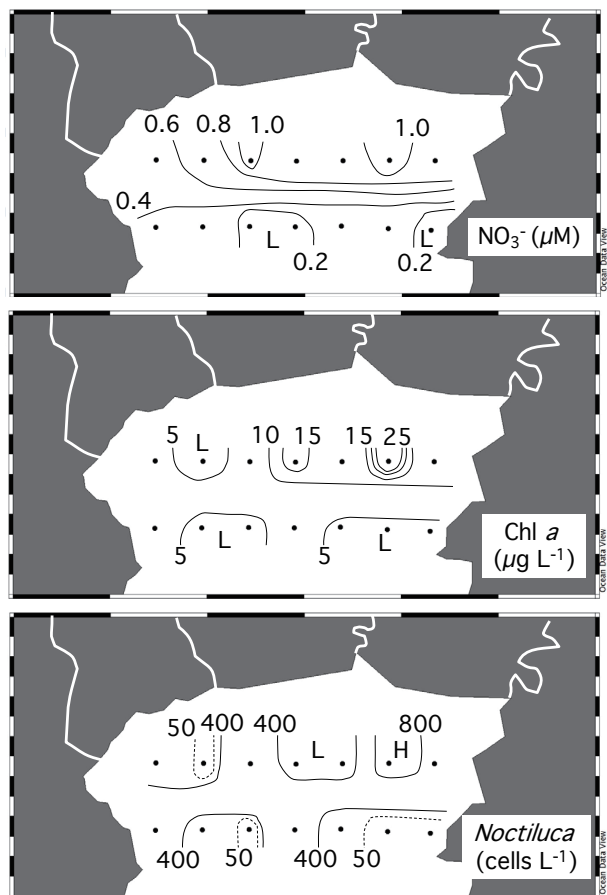 0.6 0.8 1.0 1.0
0.4
L L
0.2 0.2
NO₃⁻ (µM)
Ocean Data View
5 L 10 15 15 25
L L
5 5
Chl a
(µg L⁻¹)
Ocean Data View
50 400 400 800
L H
400 50 400 50
Noctiluca
(cells L⁻¹)
Ocean Data View